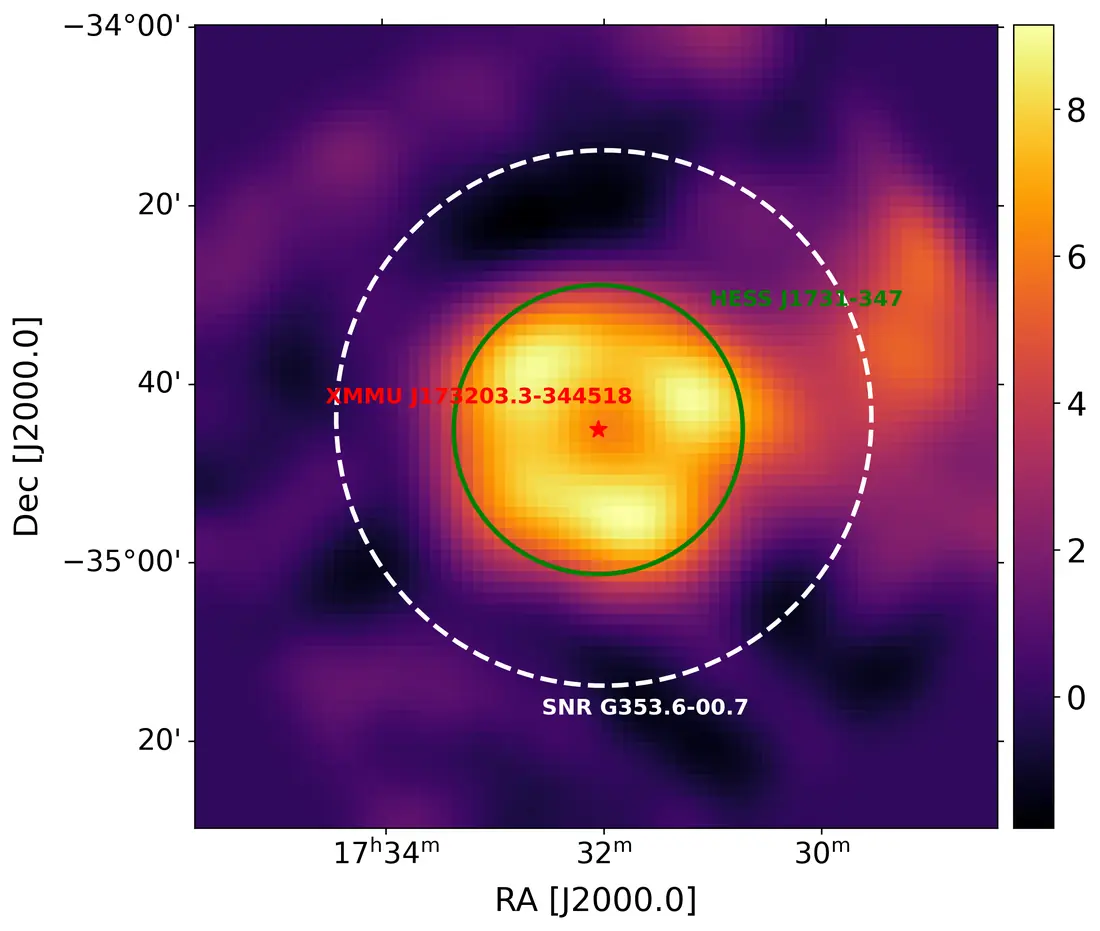 −34°00'
20'
HESS J1731-347
40'
XMMU J173203.3-344518
−35°00'
SNR G353.6-00.7
20'
17ʰ34ᵐ
32ᵐ
30ᵐ
RA [J2000.0]
Dec [J2000.0]
8
6
4
2
0